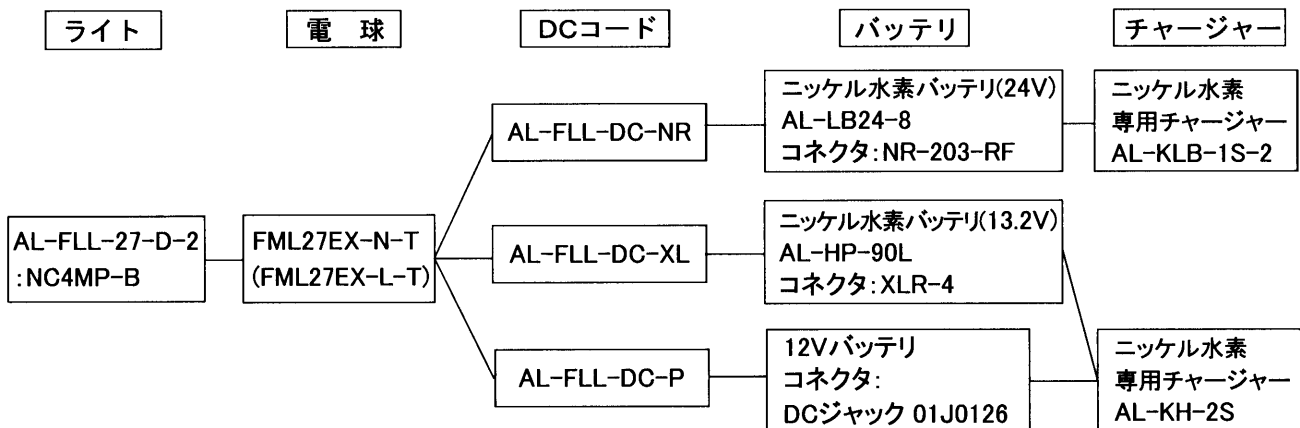 ライト
電 球
DCコード
バッテリ
チャージャー
AL-FLL-27-D-2
:NC4MP-B
FML27EX-N-T
(FML27EX-L-T)
AL-FLL-DC-NR
ニッケル水素バッテリ(24V)
AL-LB24-8
コネクタ:NR-203-RF
ニッケル水素
専用チャージャー
AL-KLB-1S-2
AL-FLL-DC-XL
ニッケル水素バッテリ(13.2V)
AL-HP-90L
コネクタ:XLR-4
AL-FLL-DC-P
12Vバッテリ
コネクタ:
DCジャック 01J0126
ニッケル水素
専用チャージャー
AL-KH-2S